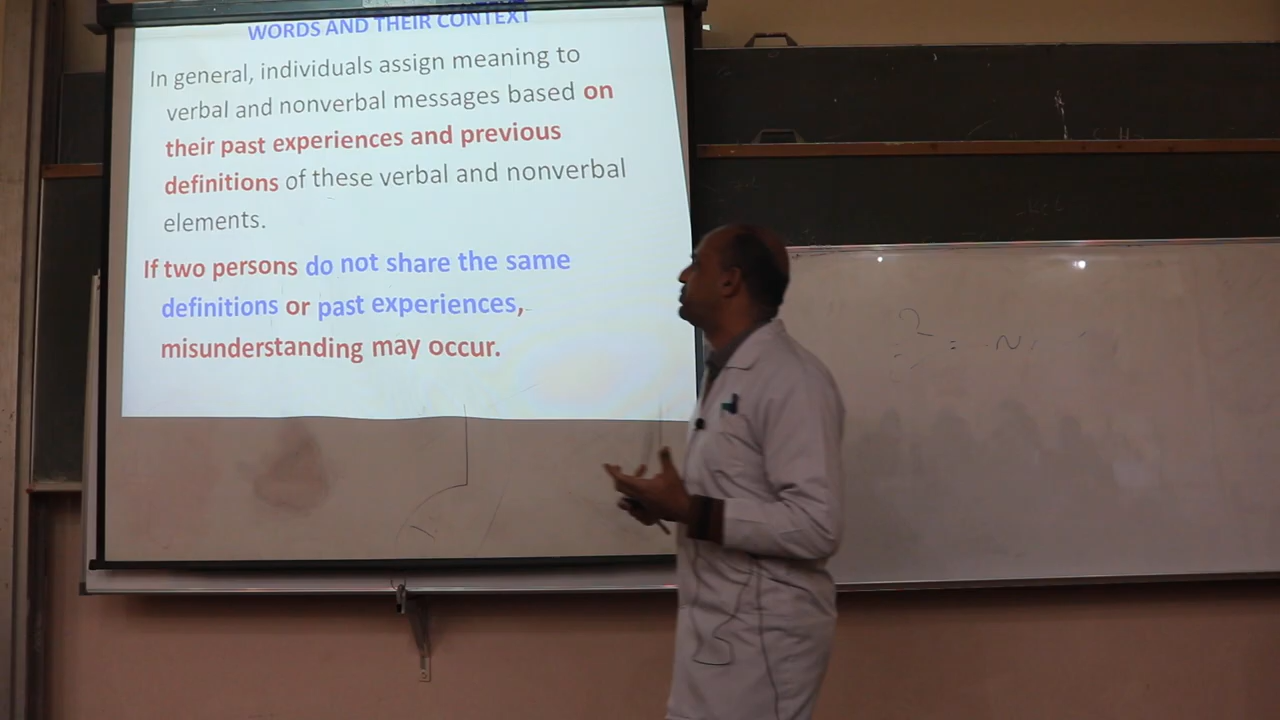 WORDS AND THEIR CONTEXT
In general, individuals assign meaning to
verbal and nonverbal messages based on
their past experiences and previous
definitions of these verbal and nonverbal
elements.
If two persons do not share the same
definitions or past experiences,
misunderstanding may occur.